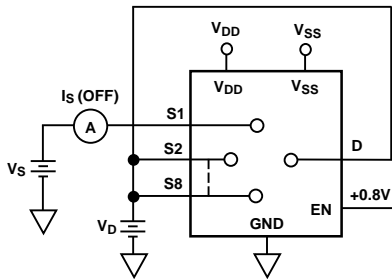 V_DD V_SS
V_DD V_SS
I_S (OFF)
A
S1
S2
D
S8
+0.8V
EN
V_S
V_D
GND